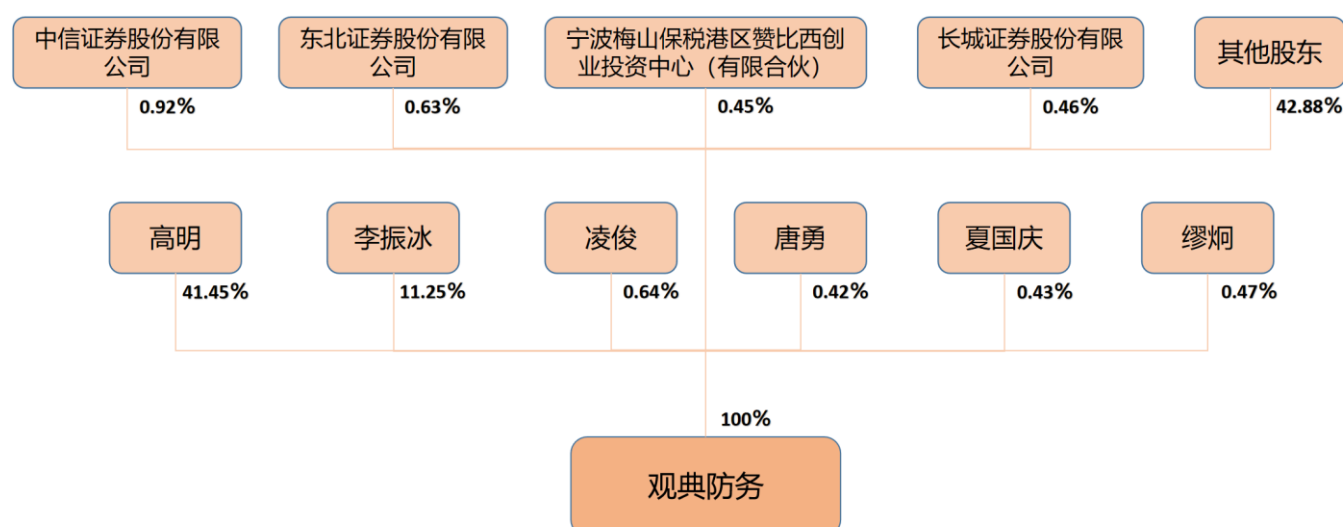 中信证券股份有限
公司
东北证券股份有限
公司
宁波梅山保税港区赞比西创
业投资中心（有限合伙）
长城证券股份有限
公司
其他股东
0.92%
0.63%
0.45%
0.46%
42.88%
高明
李振冰
凌俊
唐勇
夏国庆
缪炯
41.45%
11.25%
0.64%
0.42%
0.43%
0.47%
100%
观典防务